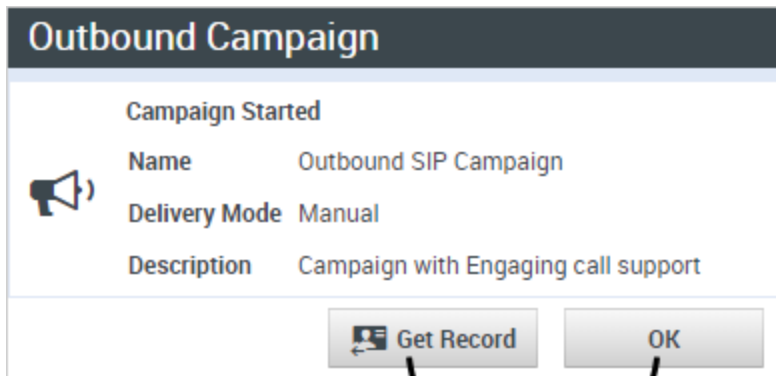 Outbound Campaign
Campaign Started
Name Outbound SIP Campaign
Delivery Mode Manual
Description Campaign with Engaging call support
Get Record OK